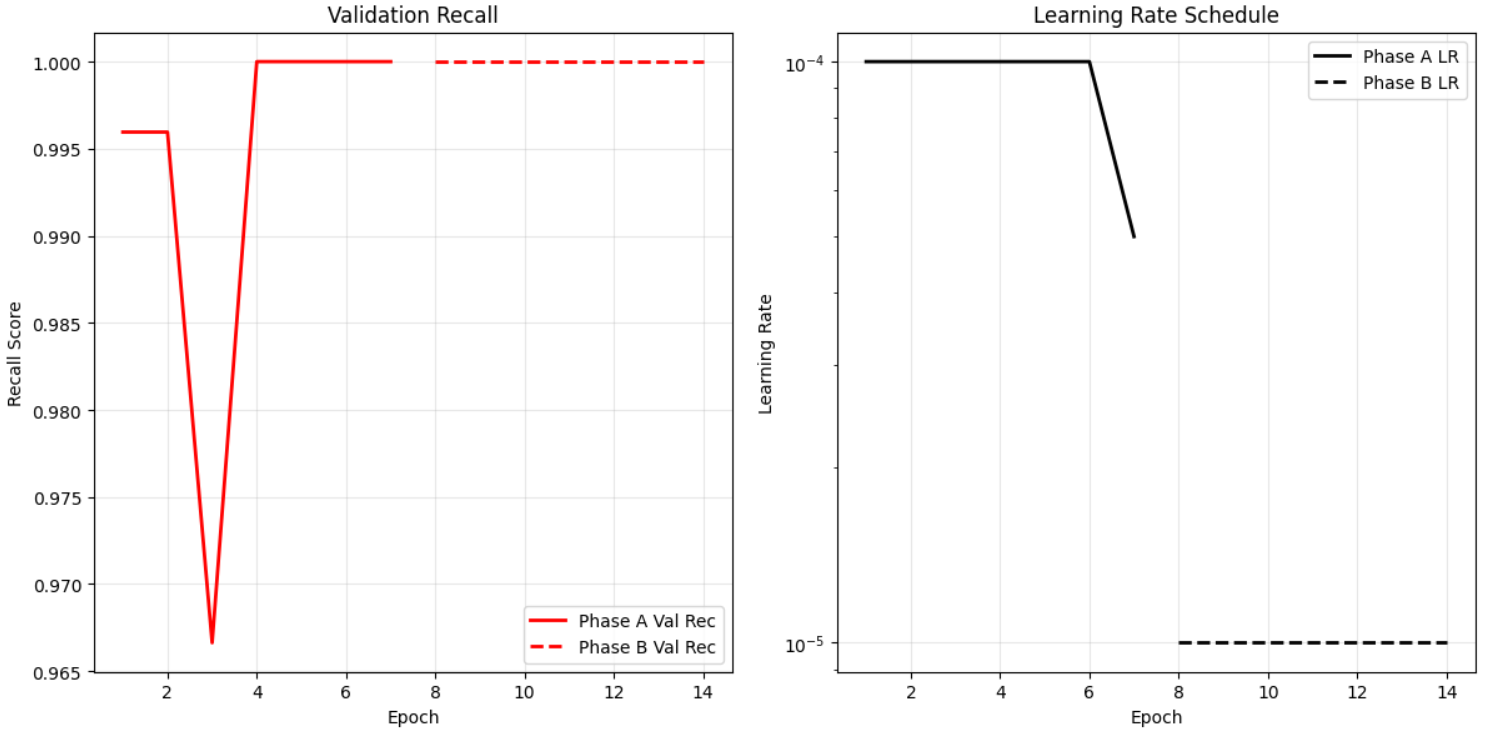 Validation Recall
1.000
0.995
0.990
0.985
0.980
0.975
0.970
0.965
Recall Score
2 4 6 8 10 12 14
Epoch
Phase A Val Rec
Phase B Val Rec
Learning Rate Schedule
10⁻⁴
10⁻⁵
Learning Rate
2 4 6 8 10 12 14
Epoch
Phase A LR
Phase B LR